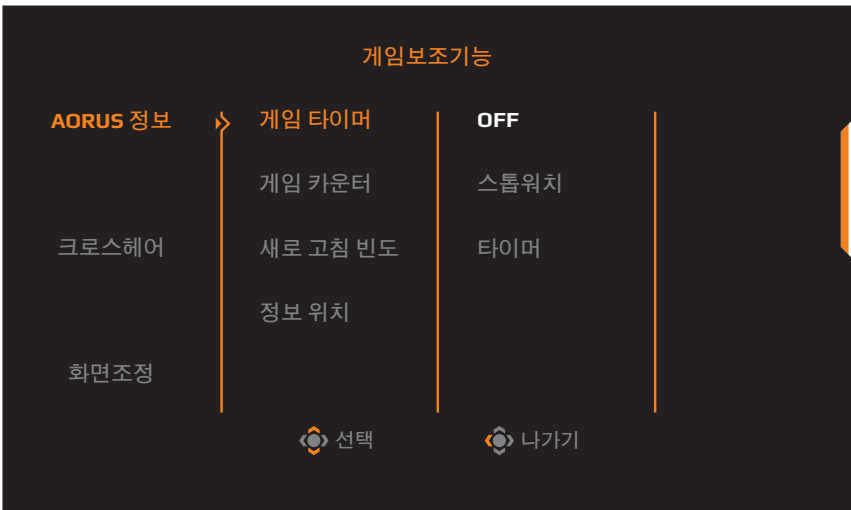 게임보조기능
AORUS 정보
게임 타이머
OFF
게임 카운터
스톱워치
크로스헤어
새로 고침 빈도
타이머
정보 위치
화면조정
선택
나가기